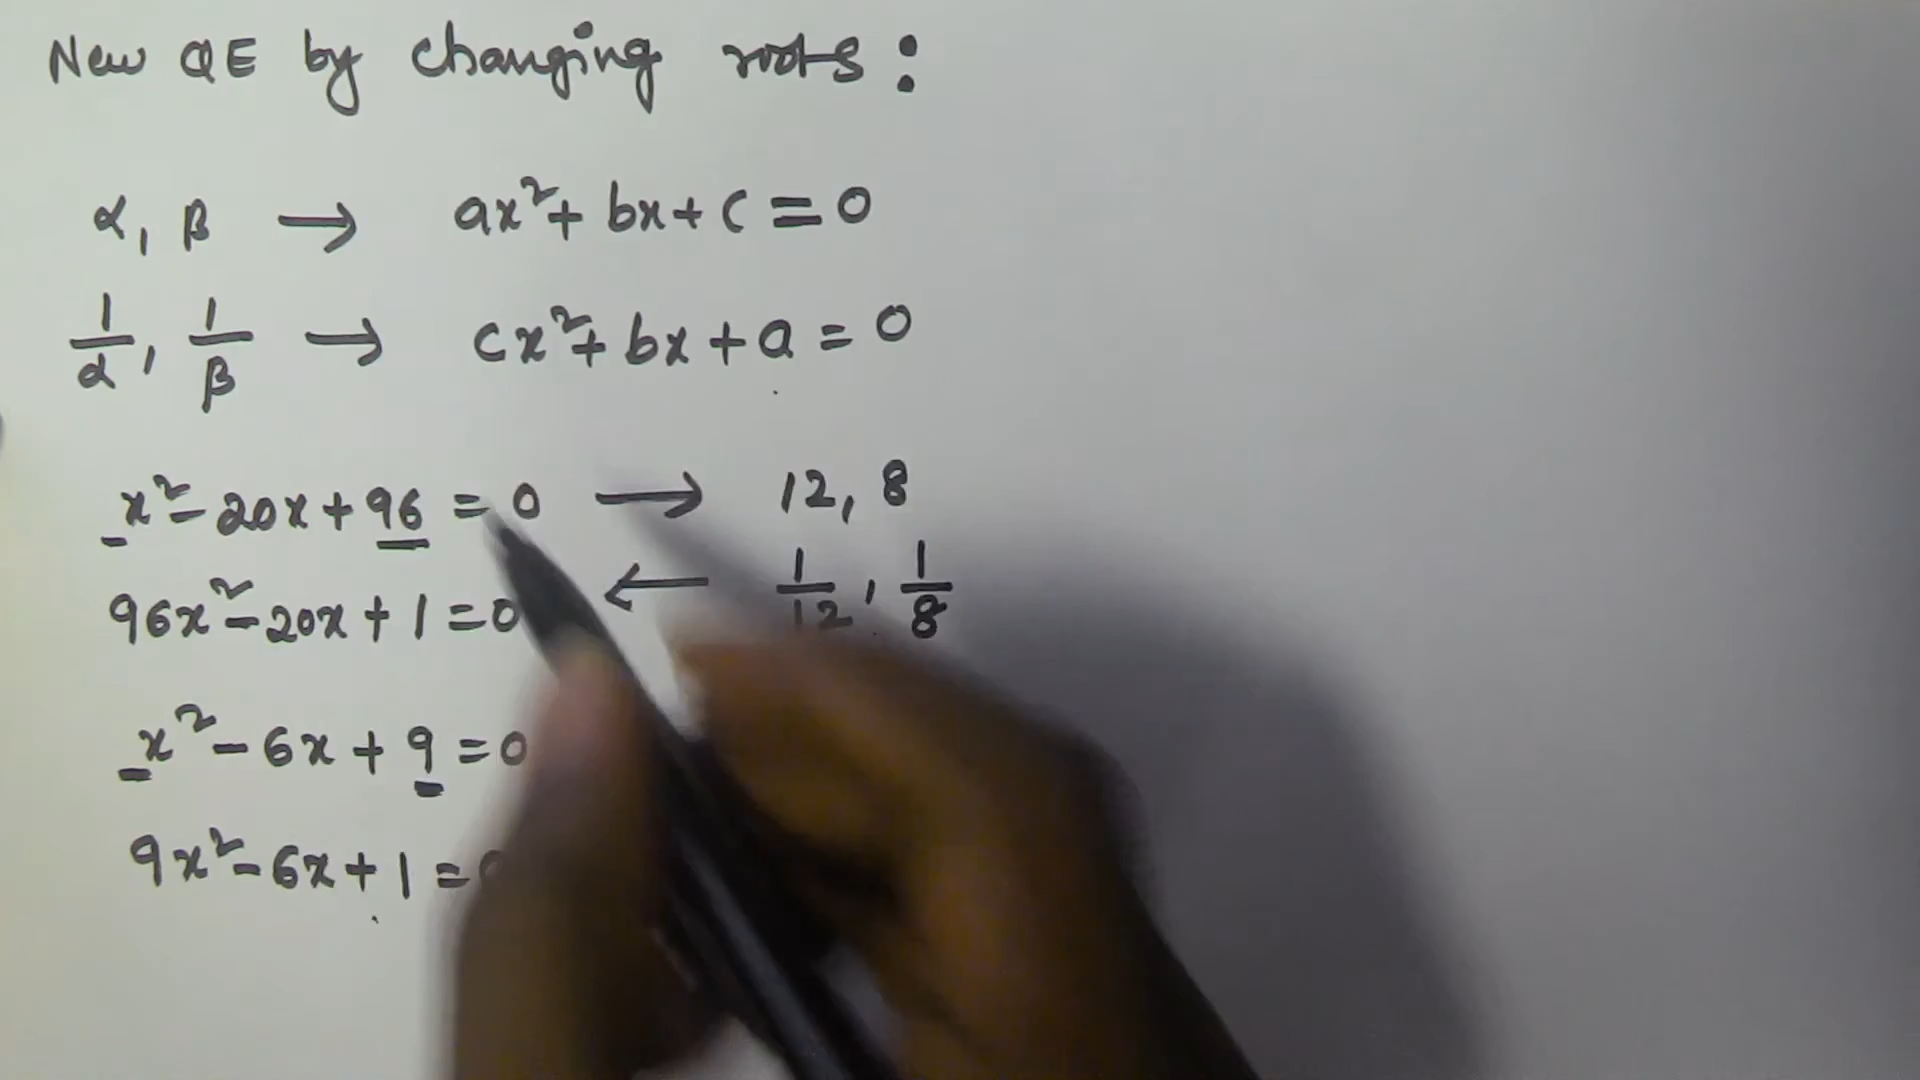 New QE by changing roots:
α, β → ax²+ bx + c = 0
1/α, 1/β → cx²+ bx + a = 0
x² - 20x + 96 = 0 → 12, 8
96x² - 20x + 1 = 0 ← 1/12, 1/8
x² - 6x + 9 = 0
9x² - 6x + 1 = 0